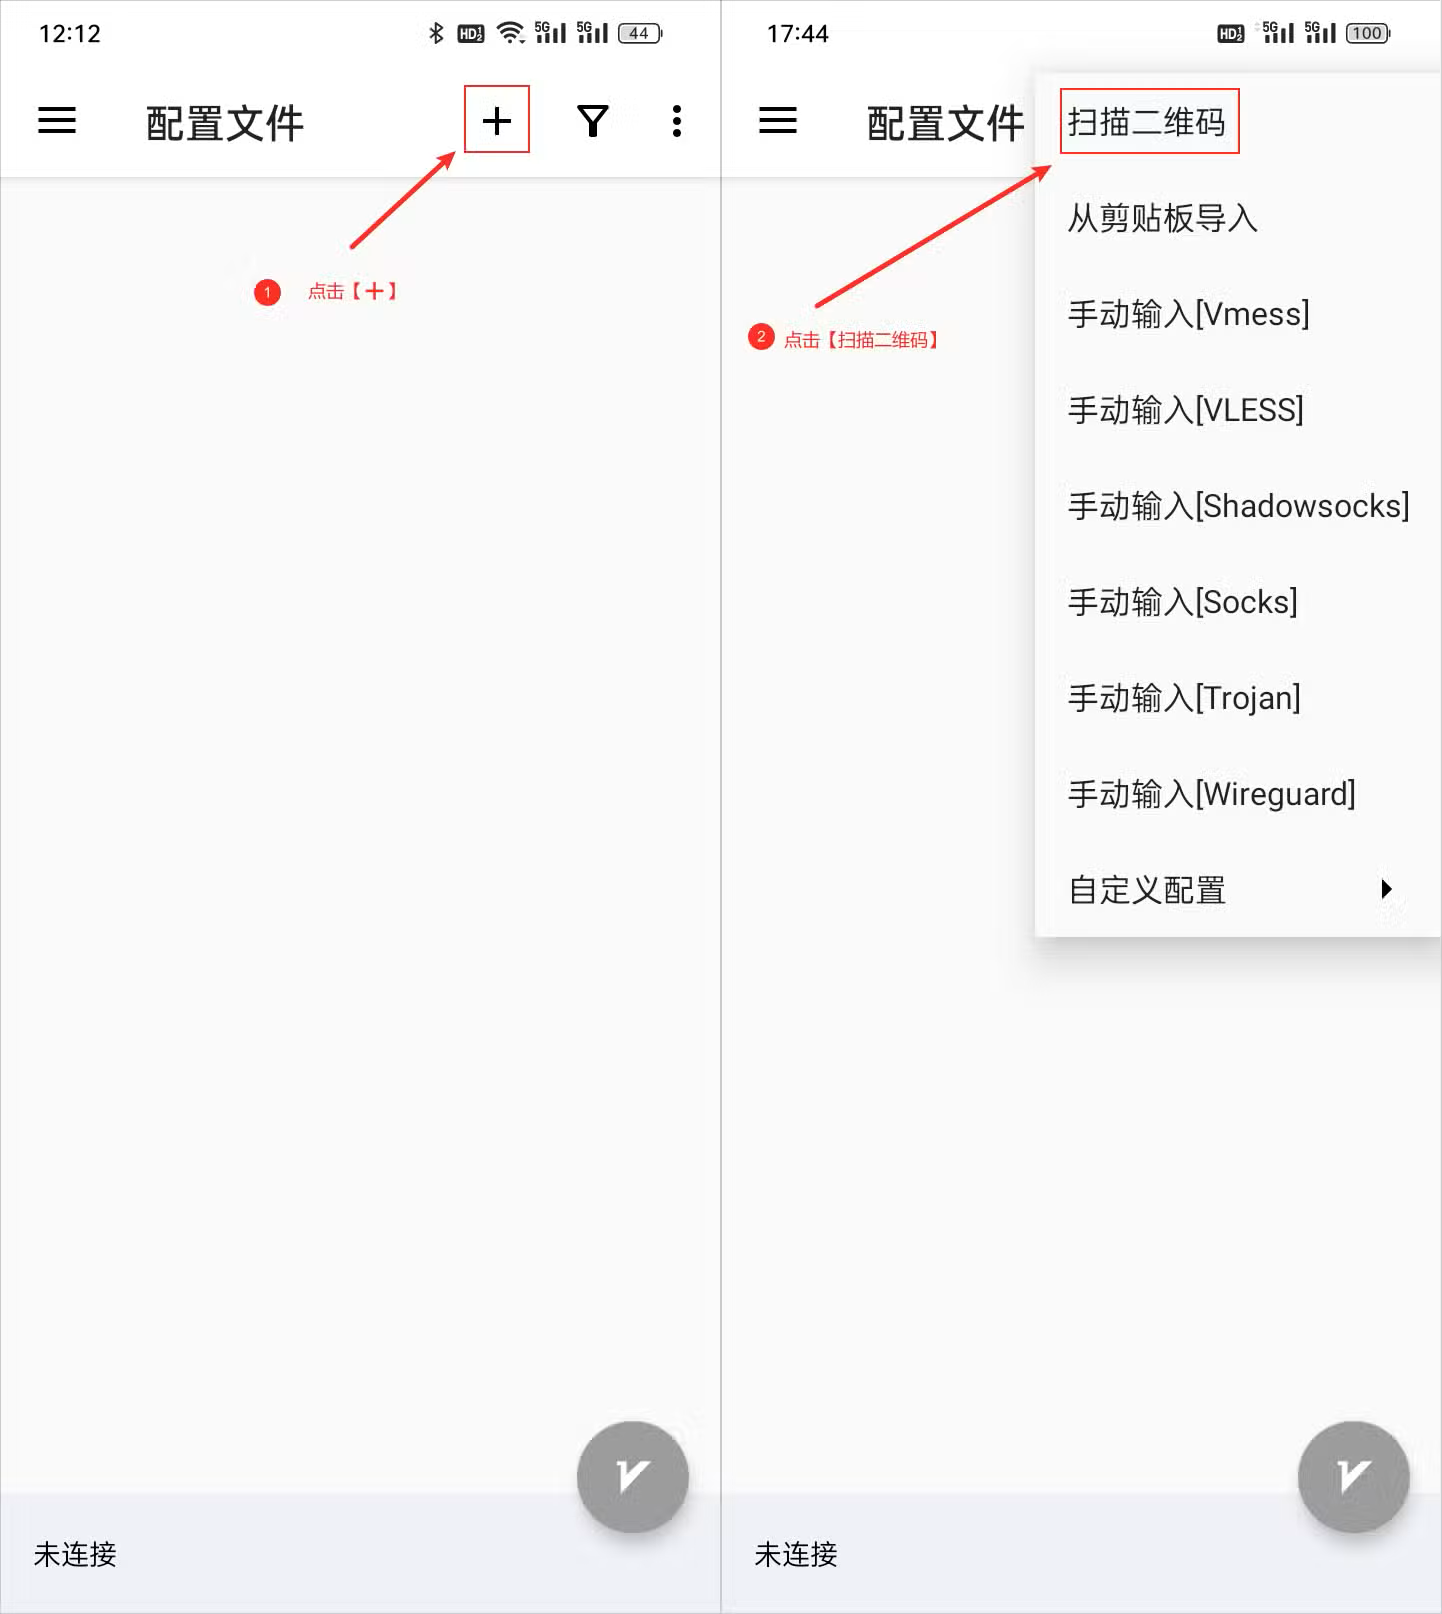 12:12
HD
5G
5G
44
配置文件
1
点击【＋】
未连接
17:44
HD
5G
5G
100
配置文件
扫描二维码
从剪贴板导入
手动输入[Vmess]
手动输入[VLESS]
手动输入[Shadowsocks]
手动输入[Socks]
手动输入[Trojan]
手动输入[Wireguard]
自定义配置
2
点击【扫描二维码】
未连接